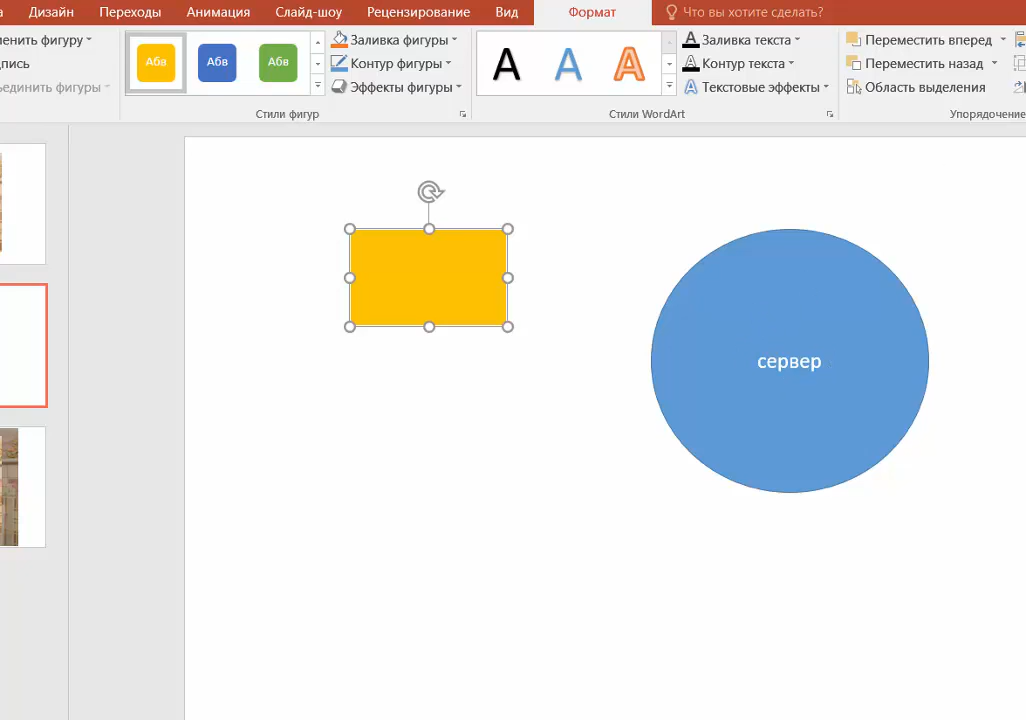 а Дизайн Переходы Анимация Слайд-шоу Рецензирование Вид Формат Что вы хотите сделать?
енить фигуру
пись
единить фигуры
Абв Абв Абв
Заливка фигуры
Контур фигуры
Эффекты фигуры
Стили фигур
A A A
Заливка текста
Контур текста
Текстовые эффекты
Стили WordArt
Переместить вперед
Переместить назад
Область выделения
Упорядочение
сервер